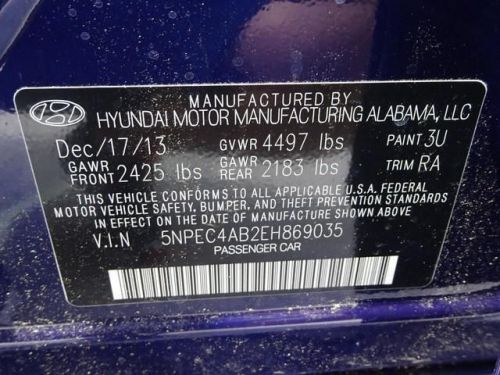 MANUFACTURED BY
HYUNDAI MOTOR MANUFACTURING ALABAMA, LLC
Dec/17/13 GVWR 4497 lbs PAINT 3U
GAWR FRONT 2425 lbs GAWR REAR 2183 lbs TRIM RA
THIS VEHICLE CONFORMS TO ALL APPLICABLE U.S.A. FEDERAL
MOTOR VEHICLE SAFETY, BUMPER, AND THEFT PREVENTION STANDARDS
IN EFFECT ON THE DATE OF MANUFACTURE SHOWN ABOVE.
V.I.N 5NPEC4AB2EH869035
PASSENGER CAR